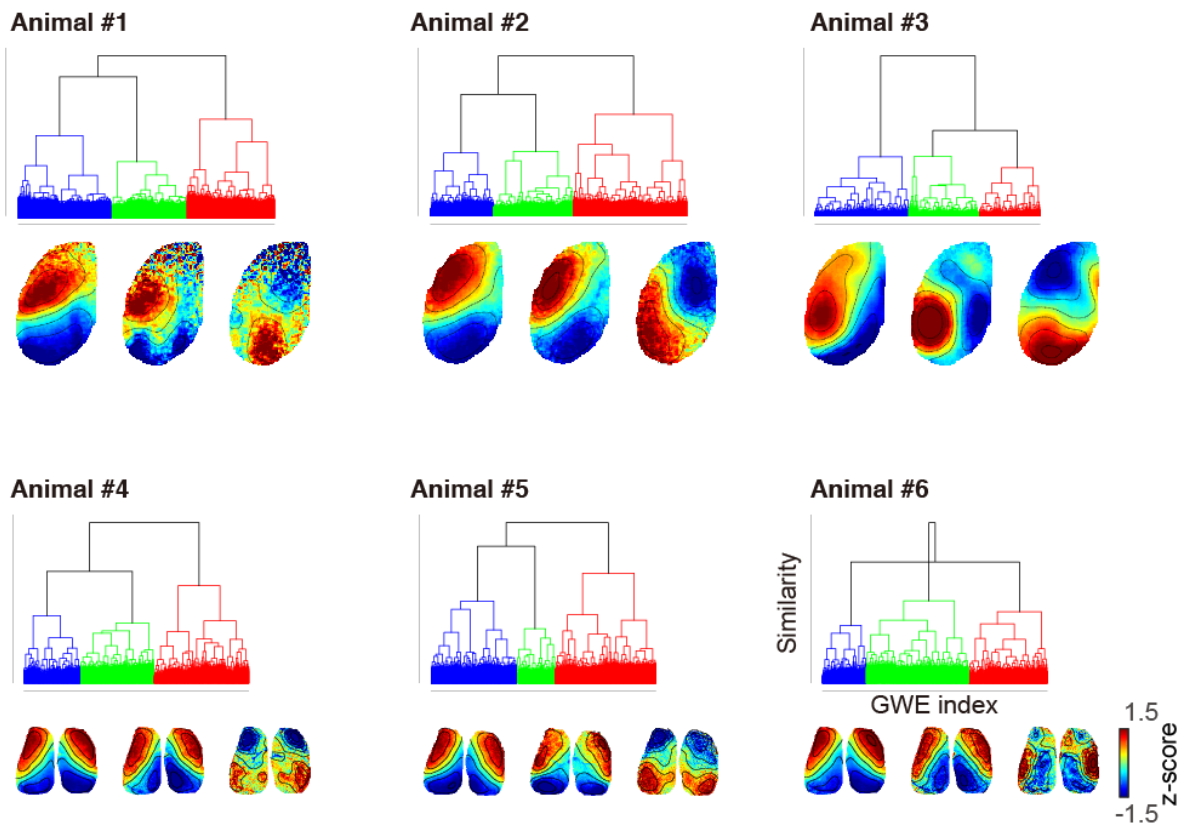 Animal #1
Animal #2
Animal #3
Animal #4
Animal #5
Animal #6
Similarity
GWE index
1.5
z-score
-1.5